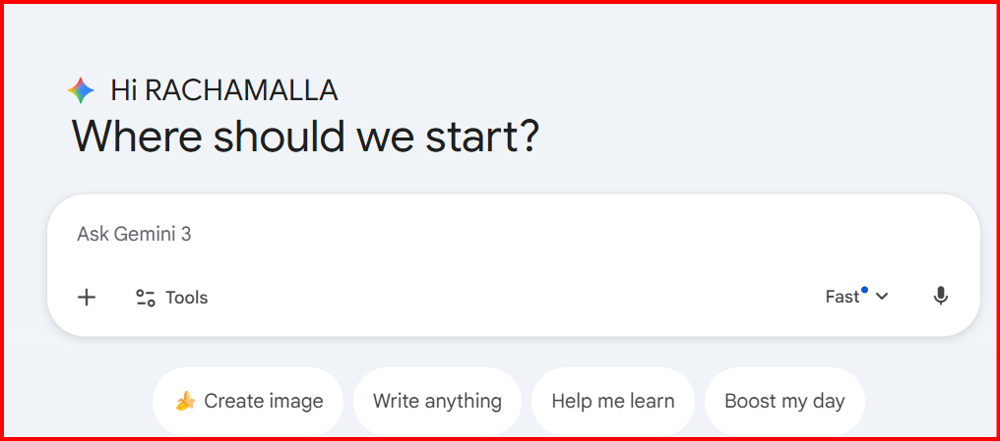 Hi RACHAMALLA
Where should we start?
Ask Gemini 3
Tools Fast
Create image Write anything Help me learn Boost my day